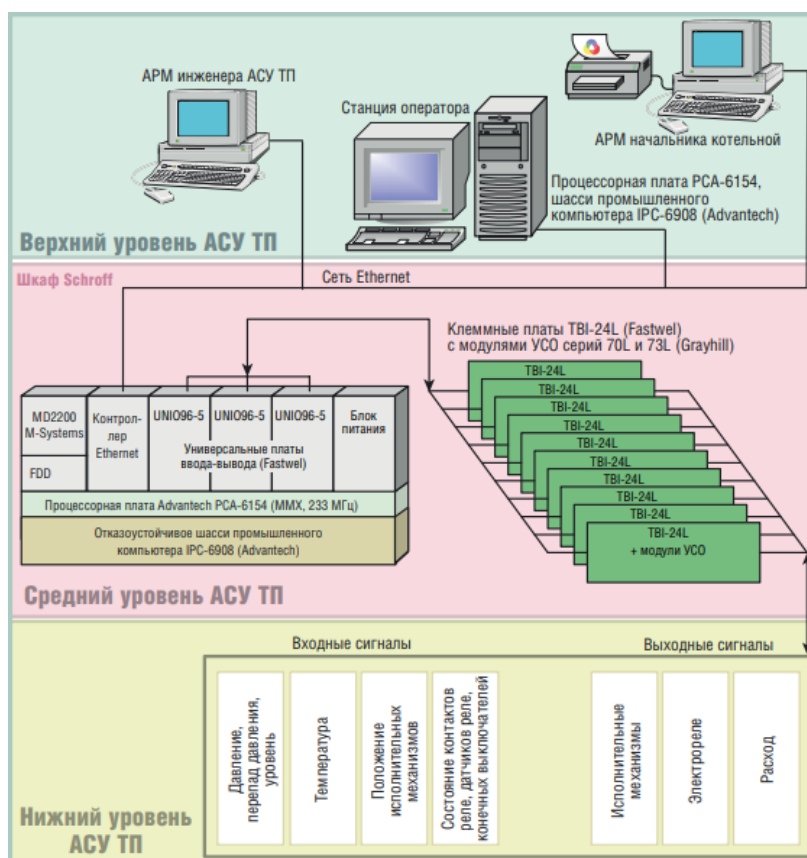 АРМ инженера АСУ ТП
Станция оператора
АРМ начальника котельной
Процессорная плата PCA-6154,
шасси промышленного
компьютера IPC-6908 (Advantech)
Верхний уровень АСУ ТП
Шкаф Schroff
Сеть Ethernet
Клеммные платы TBI-24L (Fastwel)
с модулями УСО серий 70L и 73L (Grayhill)
MD2200
M-Systems
FDD
Контрол-
лер
Ethernet
UNIO96-5
UNIO96-5
UNIO96-5
Универсальные платы
ввода-вывода (Fastwel)
Блок
питания
Процессорная плата Advantech PCA-6154 (MMX, 233 МГц)
Отказоустойчивое шасси промышленного
компьютера IPC-6908 (Advantech)
TBI-24L
TBI-24L
TBI-24L
TBI-24L
TBI-24L
TBI-24L
TBI-24L
TBI-24L
TBI-24L
TBI-24L
+ модули УСО
Средний уровень АСУ ТП
Входные сигналы
Выходные сигналы
Давление,
перепад давления,
уровень
Температура
Положение
исполнительных
механизмов
Состояние контактов
реле, датчиков реле,
конечных выключателей
Исполнительные
механизмы
Электрореле
Расход
Нижний уровень
АСУ ТП